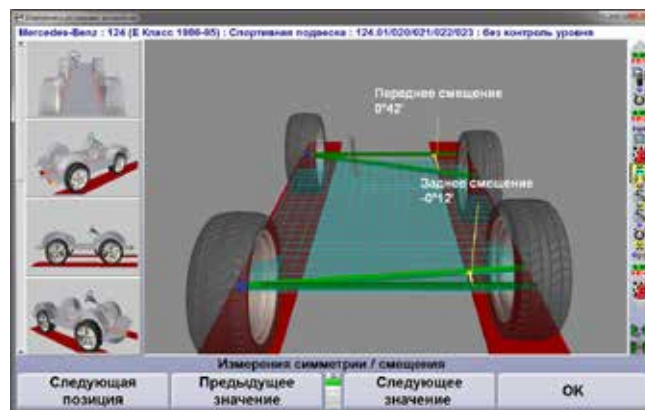 Mercedes-Benz : 124 (E Класс 1986-95) : Спортивная подвеска : 124.01/020/021/022/023 : без контроль уровня
Переднее смещение
0°42'
Заднее смещение
-0°12'
Измерения симметрии / смещения
Следующая
позиция
Предыдущее
значение
Следующее
значение
OK